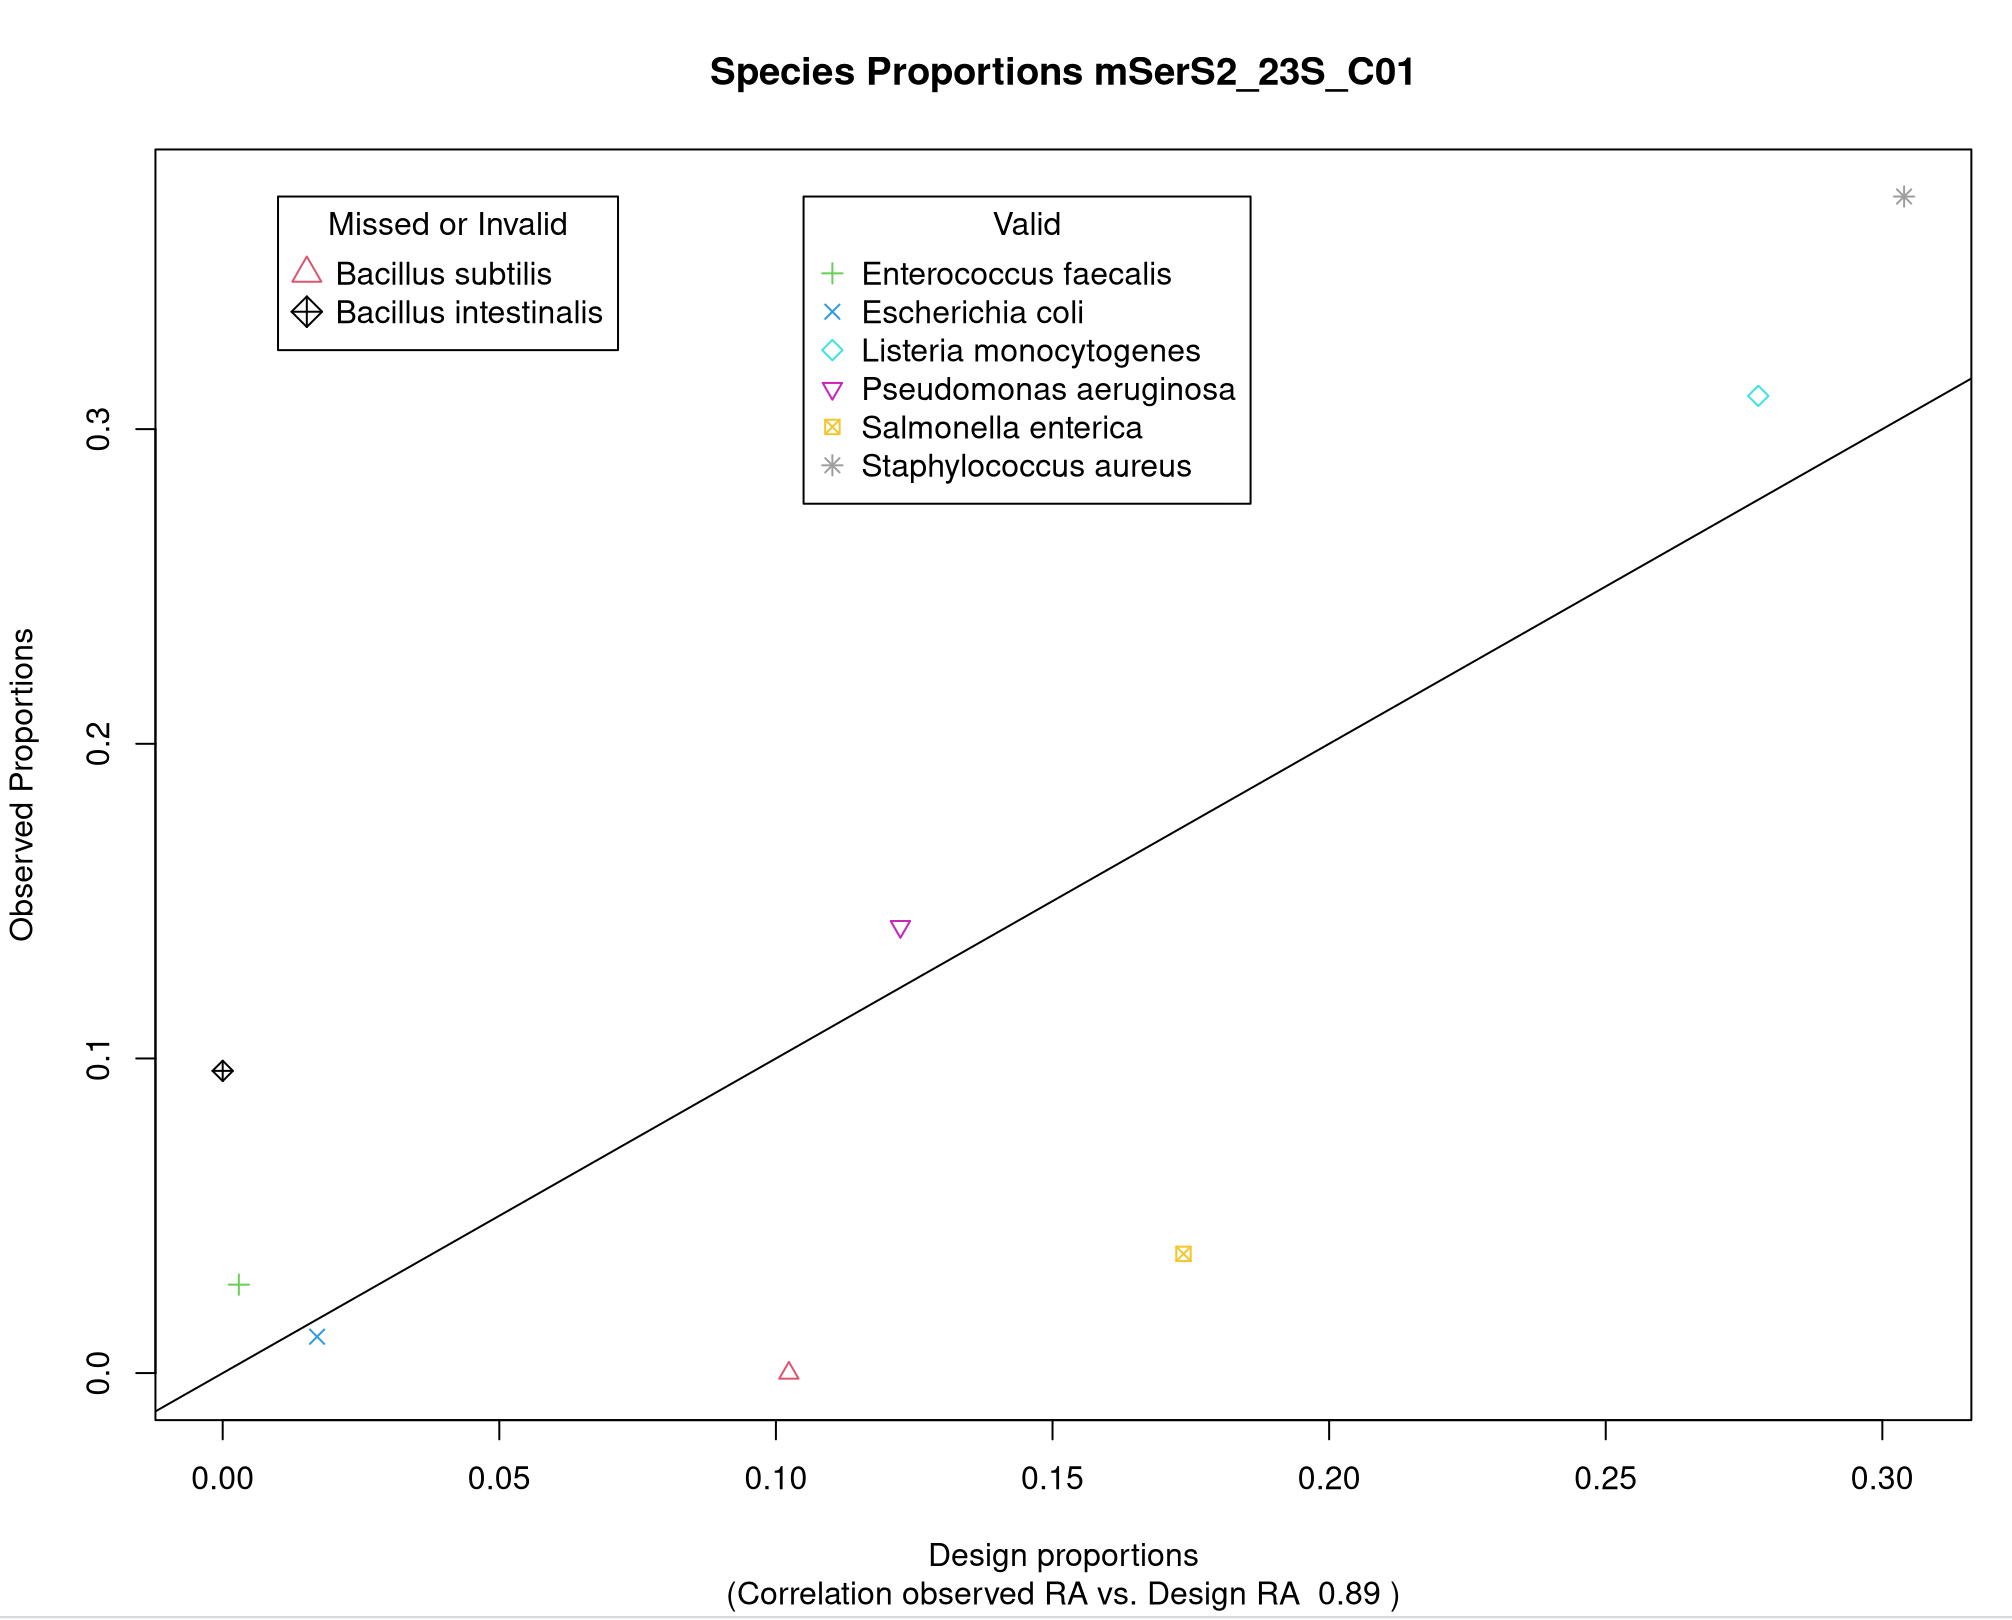 Species Proportions mSerS2_23S_C01
Missed or Invalid
Bacillus subtilis
Bacillus intestinalis
Valid
Enterococcus faecalis
Escherichia coli
Listeria monocytogenes
Pseudomonas aeruginosa
Salmonella enterica
Staphylococcus aureus
Observed Proportions
0.3
0.2
0.1
0.0
0.00 0.05 0.10 0.15 0.20 0.25 0.30
Design proportions
(Correlation observed RA vs. Design RA 0.89 )